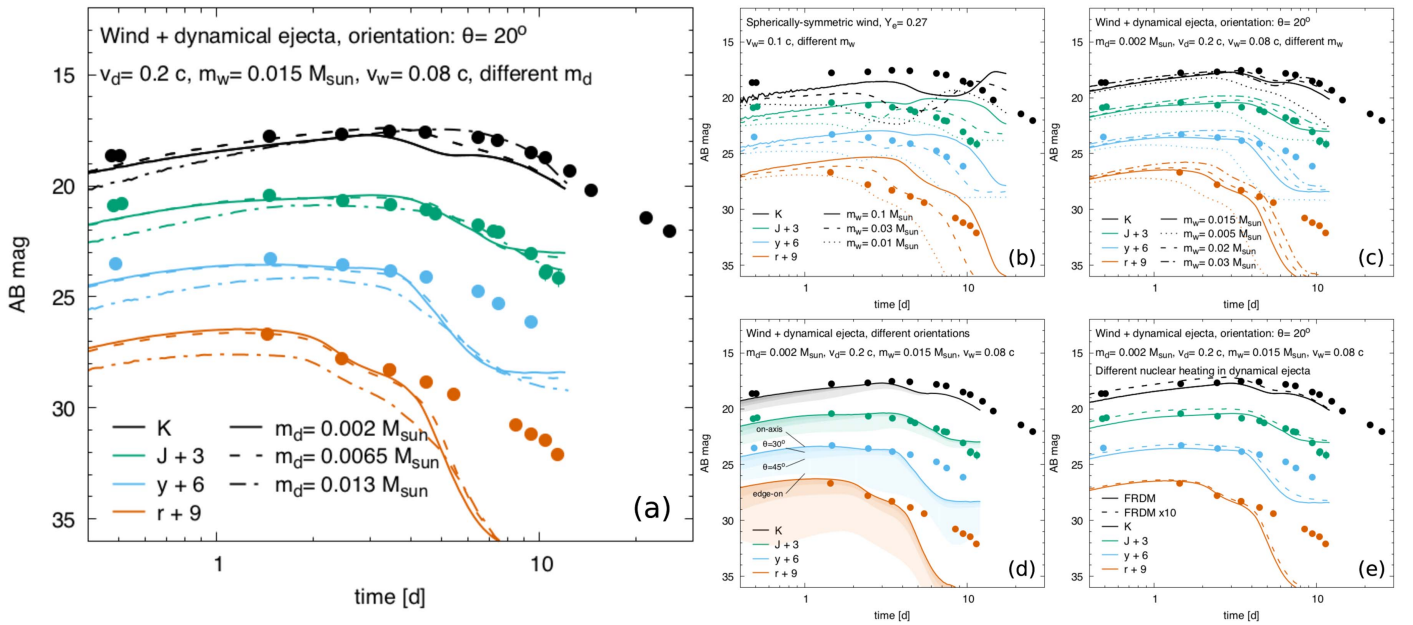 Wind + dynamical ejecta, orientation: θ= 20°
v_d= 0.2 c, m_w= 0.015 M_sun, v_w= 0.08 c, different m_d
15
20
25
30
35
AB mag
K
J + 3
y + 6
r + 9
m_d= 0.002 M_sun
m_d= 0.0065 M_sun
m_d= 0.013 M_sun
(a)
1
10
time [d]
Spherically-symmetric wind, Y_e= 0.27
v_w= 0.1 c, different m_w
15
20
25
30
35
AB mag
K
J + 3
y + 6
r + 9
m_w= 0.1 M_sun
m_w= 0.03 M_sun
m_w= 0.01 M_sun
(b)
1
10
time [d]
Wind + dynamical ejecta, orientation: θ= 20°
m_d= 0.002 M_sun, v_d= 0.2 c, v_w= 0.08 c, different m_w
15
20
25
30
35
AB mag
K
J + 3
y + 6
r + 9
m_w= 0.015 M_sun
m_w= 0.005 M_sun
m_w= 0.02 M_sun
m_w= 0.03 M_sun
(c)
1
10
time [d]
Wind + dynamical ejecta, different orientations
m_d= 0.002 M_sun, v_d= 0.2 c, m_w= 0.015 M_sun, v_w= 0.08 c
15
20
25
30
35
AB mag
on-axis
θ=30°
θ=45°
edge-on
K
J + 3
y + 6
r + 9
(d)
1
10
time [d]
Wind + dynamical ejecta, orientation: θ= 20°
m_d= 0.002 M_sun, v_d= 0.2 c, m_w= 0.015 M_sun, v_w= 0.08 c
Different nuclear heating in dynamical ejecta
15
20
25
30
35
AB mag
FRDM
FRDM x10
K
J + 3
y + 6
r + 9
(e)
1
10
time [d]